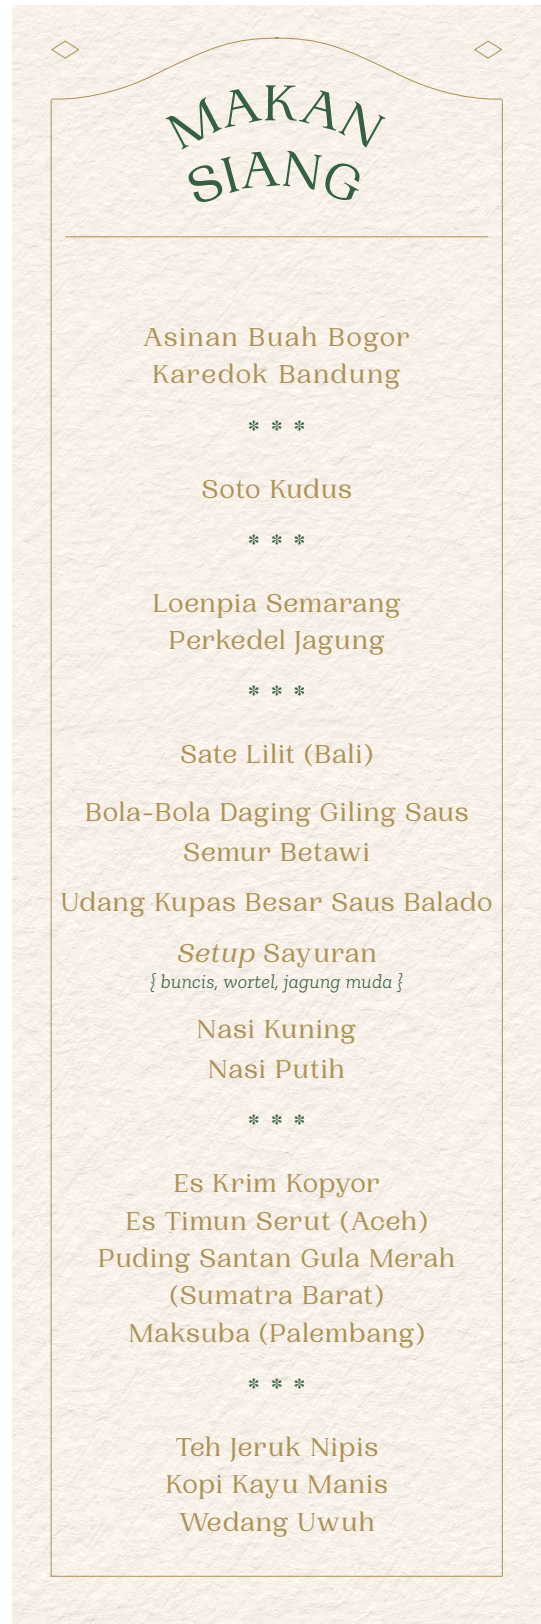 MAKAN
SIANG
Asinan Buah Bogor
Karedok Bandung
* * *
Soto Kudus
* * *
Loenpia Semarang
Perkedel Jagung
* * *
Sate Lilit (Bali)
Bola-Bola Daging Giling Saus
Semur Betawi
Udang Kupas Besar Saus Balado
Setup Sayuran
{ buncis, wortel, jagung muda }
Nasi Kuning
Nasi Putih
* * *
Es Krim Kopyor
Es Timun Serut (Aceh)
Puding Santan Gula Merah
(Sumatra Barat)
Maksuba (Palembang)
* * *
Teh Jeruk Nipis
Kopi Kayu Manis
Wedang Uwuh